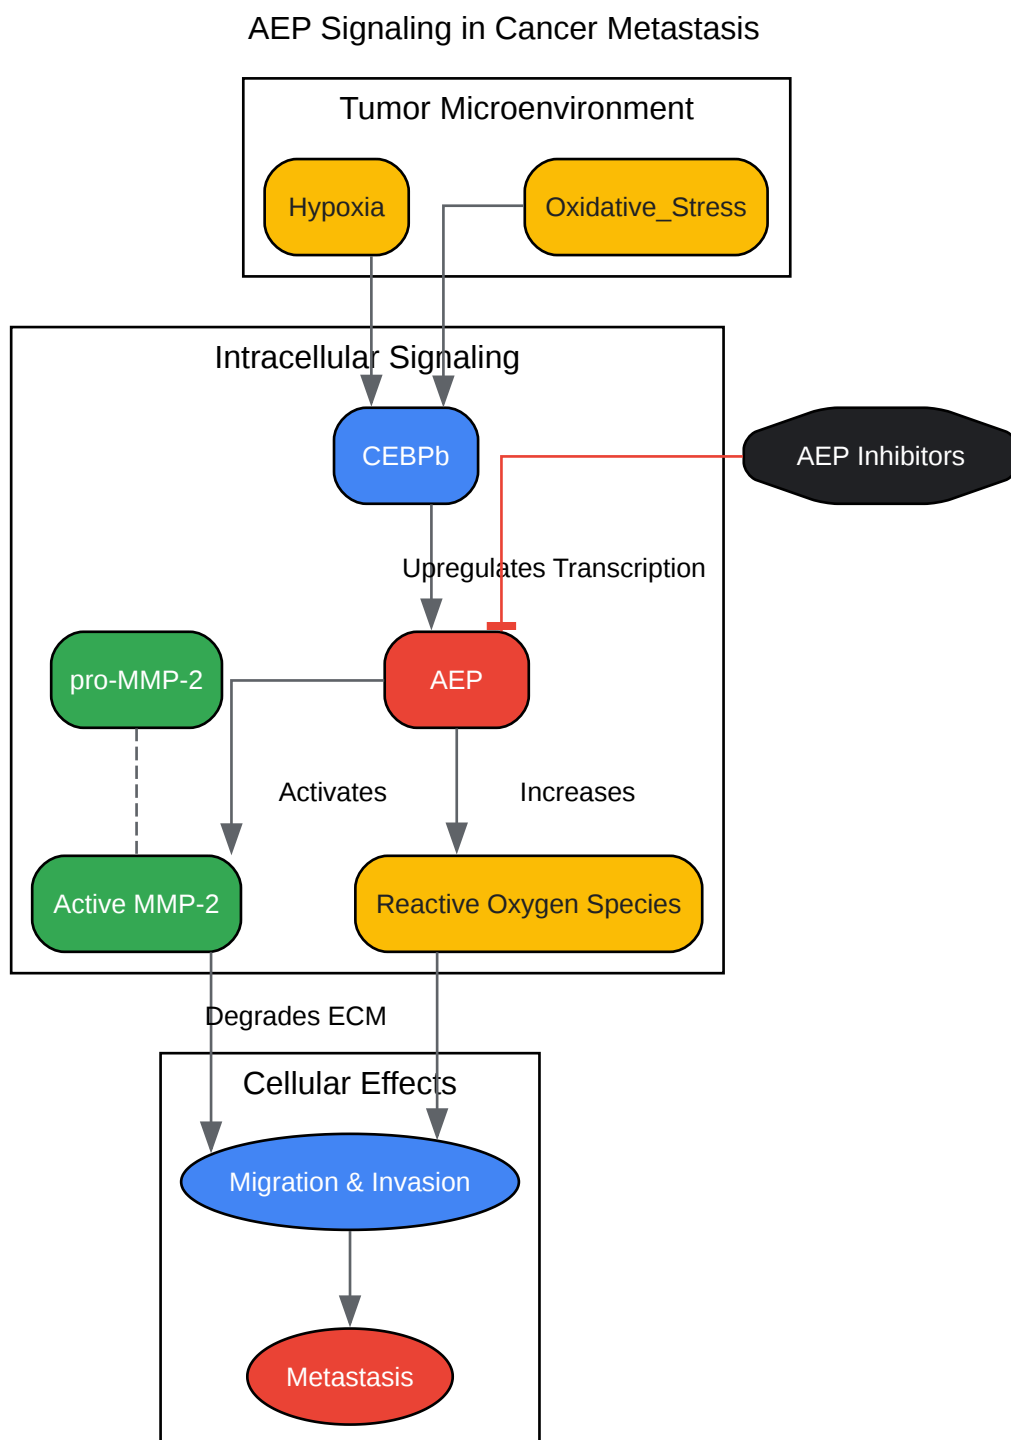 AEP Signaling in Cancer Metastasis
Tumor Microenvironment
Hypoxia
Oxidative_Stress
Intracellular Signaling
CEBPb
AEP Inhibitors
Upregulates Transcription
pro-MMP-2
AEP
Activates
Increases
Active MMP-2
Reactive Oxygen Species
Degrades ECM
Cellular Effects
Migration & Invasion
Metastasis